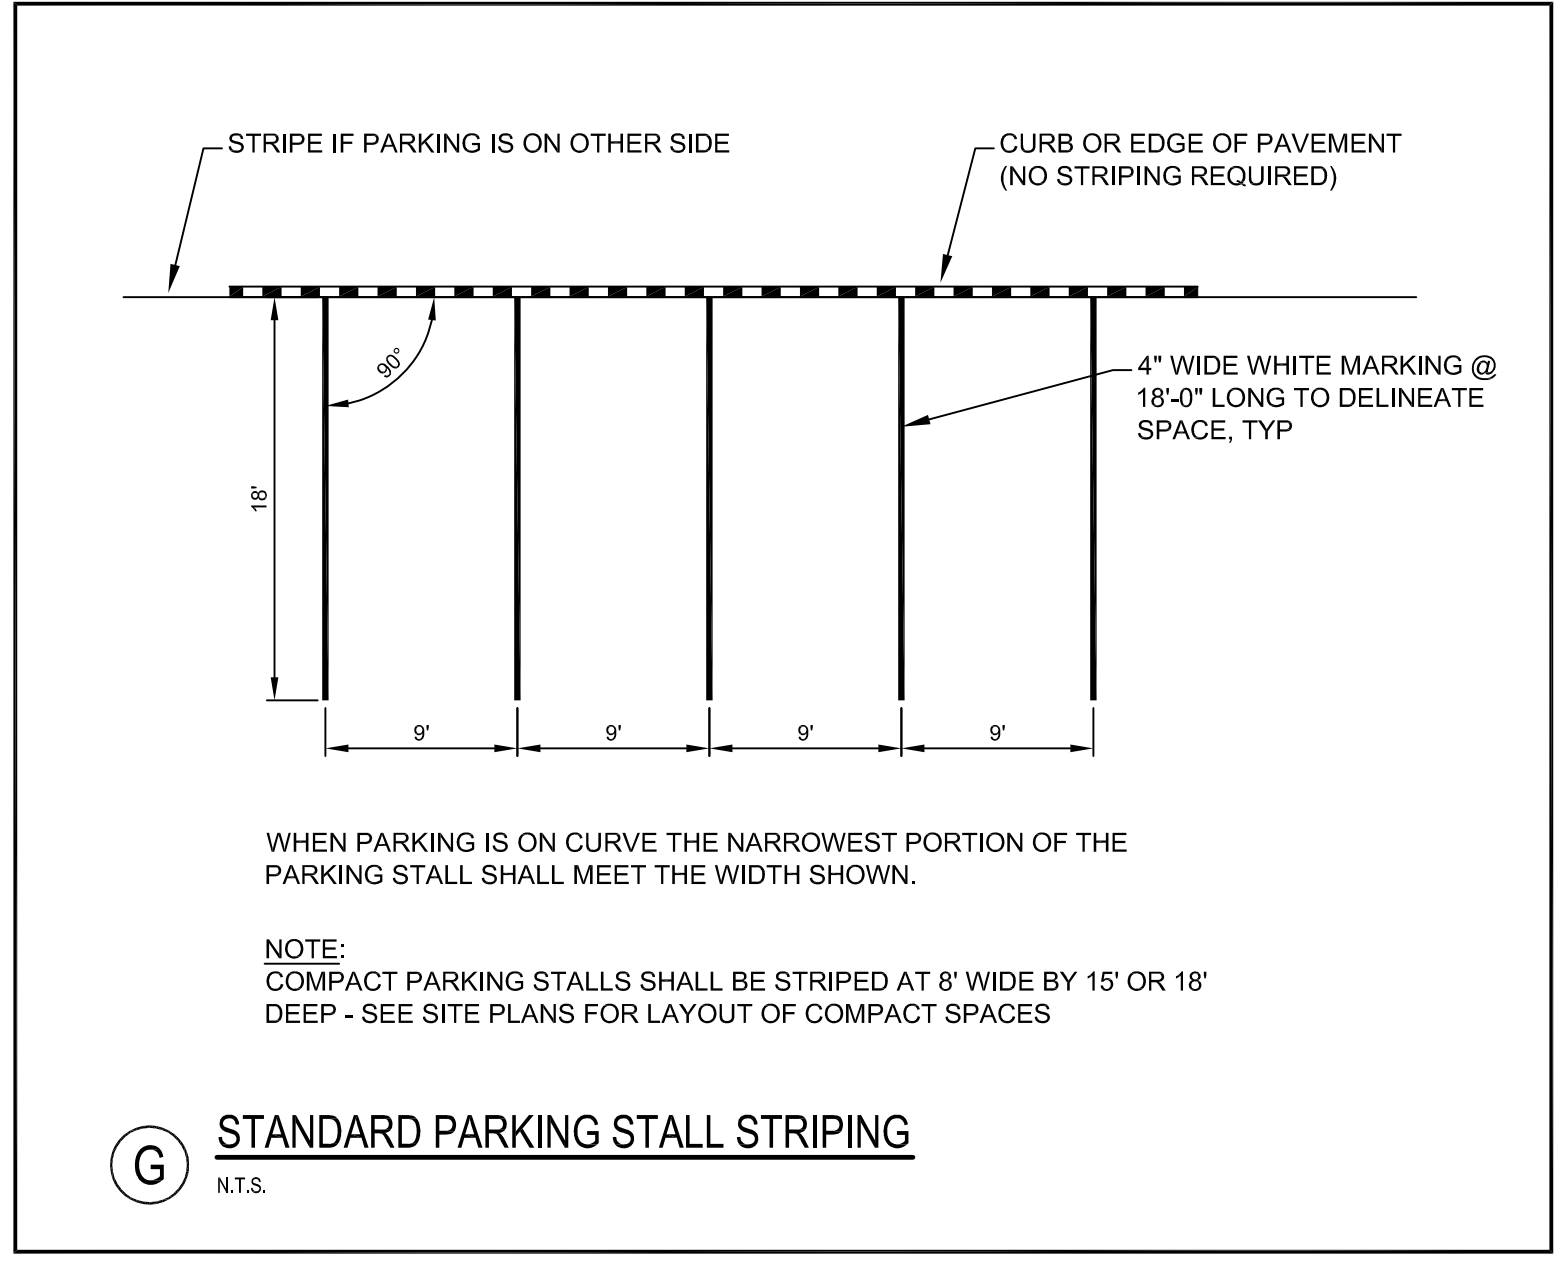 STRIPE IF PARKING IS ON OTHER SIDE
CURB OR EDGE OF PAVEMENT
(NO STRIPING REQUIRED)
90°
4" WIDE WHITE MARKING @
18'-0" LONG TO DELINEATE
SPACE, TYP
18'
9'
9'
9'
9'
WHEN PARKING IS ON CURVE THE NARROWEST PORTION OF THE
PARKING STALL SHALL MEET THE WIDTH SHOWN.
NOTE:
COMPACT PARKING STALLS SHALL BE STRIPED AT 8' WIDE BY 15' OR 18'
DEEP - SEE SITE PLANS FOR LAYOUT OF COMPACT SPACES
G
STANDARD PARKING STALL STRIPING
N.T.S.